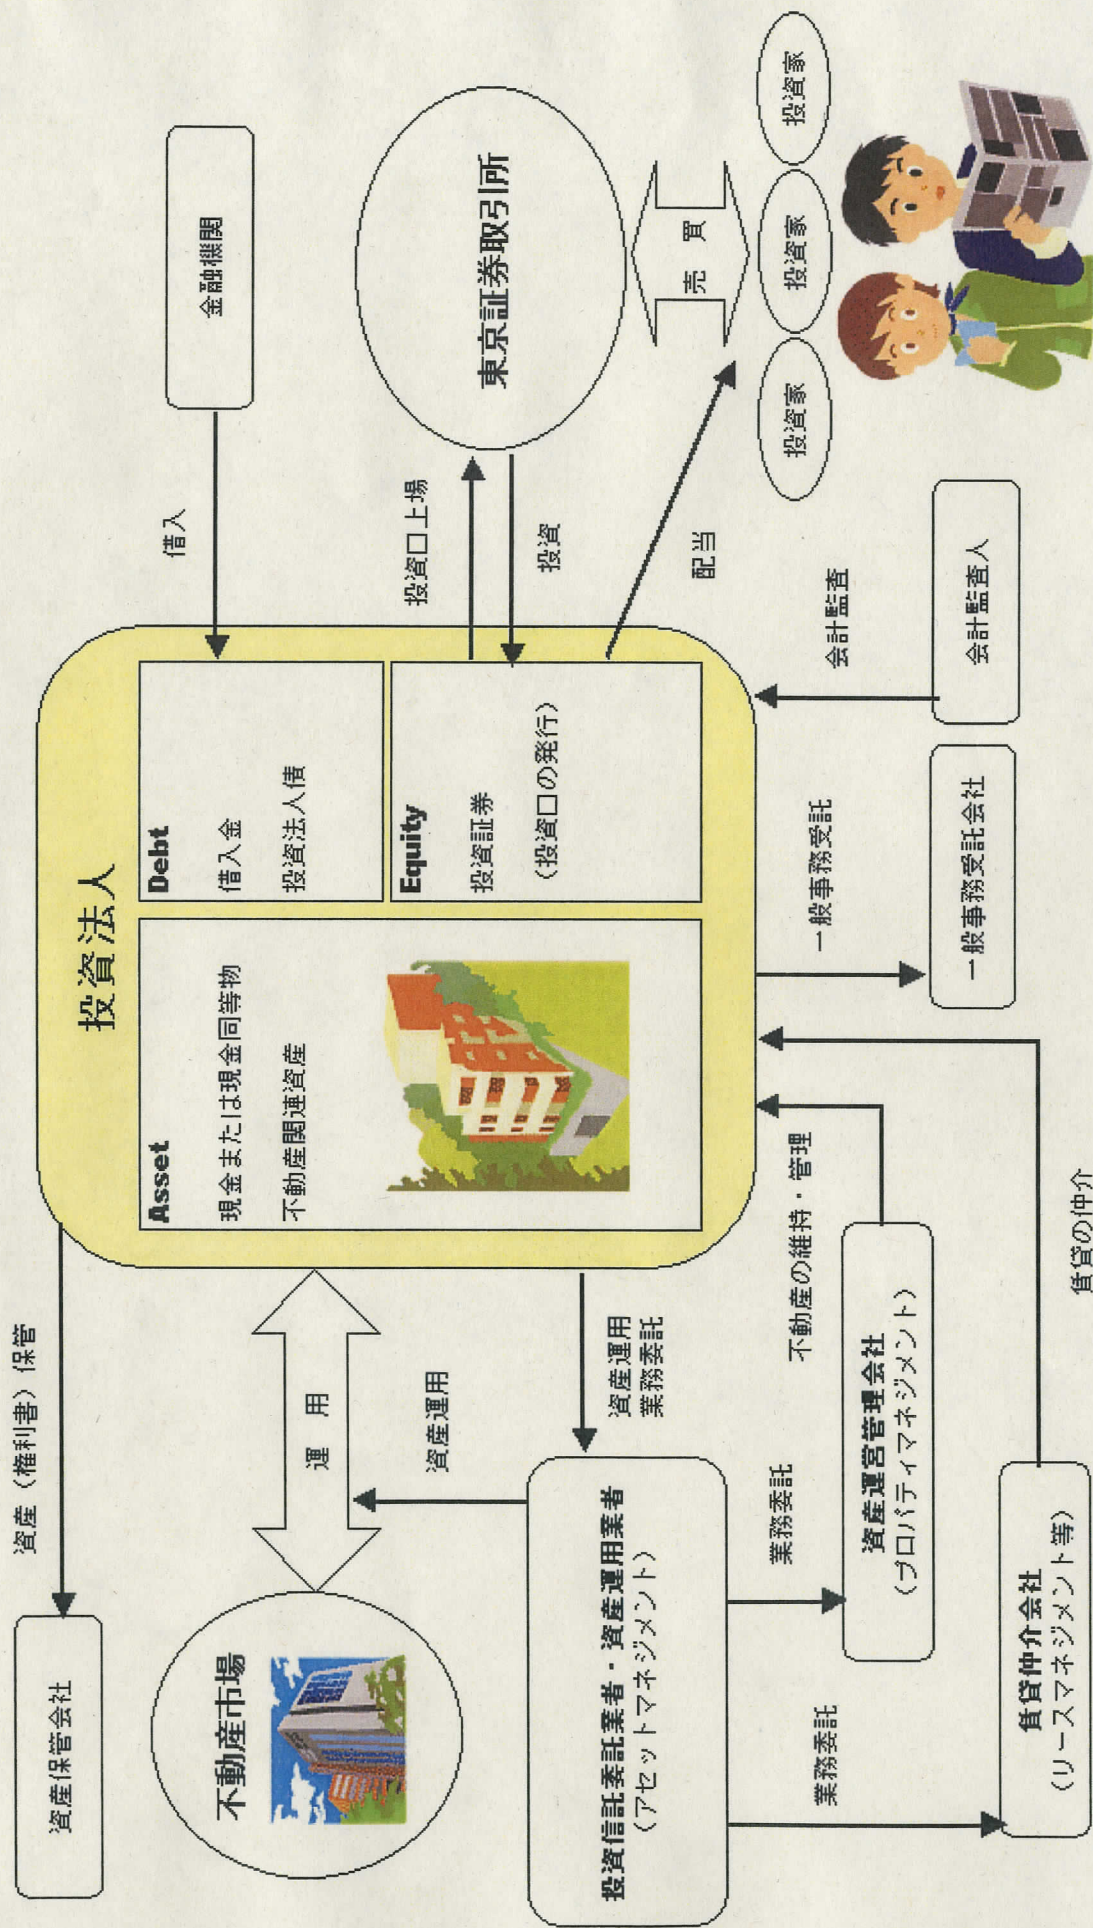 資産保管会社
資産（権利書）保管
投資法人
借入
金融機関
不動産市場
運　用
資産運用
Asset
現金または現金同等物
不動産関連資産
Debt
借入金
投資法人債
Equity
投資証券
（投資口の発行）
投資口上場
投資
東京証券取引所
配当
売　買
投資家
投資家
投資家
投資信託委託業者・資産運用業者
（アセットマネジメント）
資産運用
業務委託
業務委託
業務委託
資産運営管理会社
（プロパティマネジメント）
不動産の維持・管理
賃貸仲介会社
（リースマネジメント等）
賃貸の仲介
一般事務受託
一般事務受託会社
会計監査
会計監査人